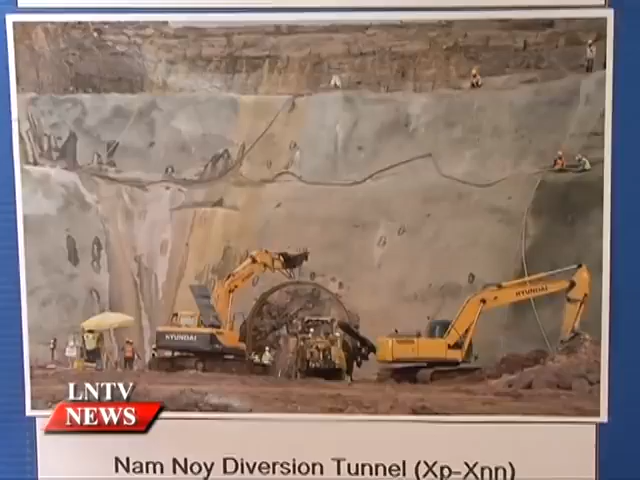 HYUNDAI
HYUNDAI
LNTV
NEWS
Nam Noy Diversion Tunnel (Xp-Xnn)